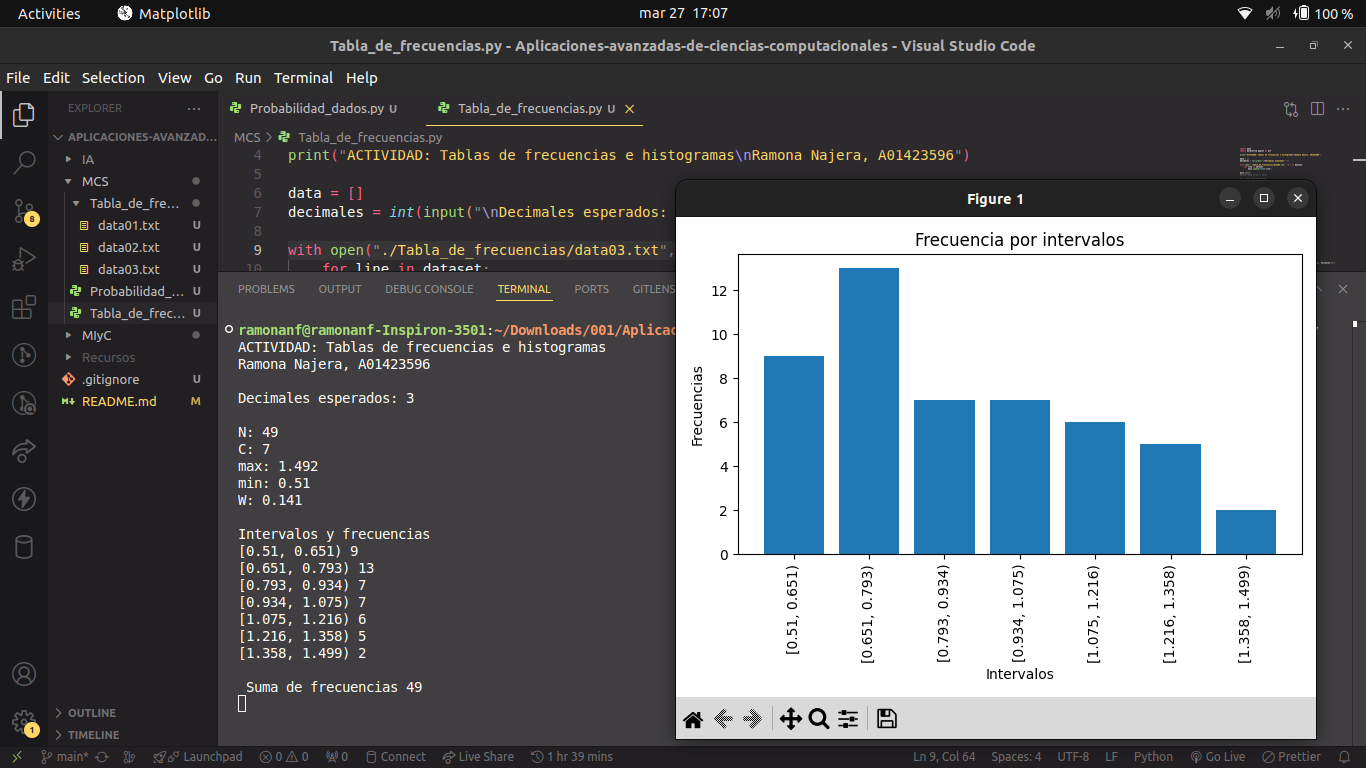 Activities
Matplotlib
mar 27 17:07
100 %
Tabla_de_frecuencias.py - Aplicaciones-avanzadas-de-ciencias-computacionales - Visual Studio Code
File Edit Selection View Go Run Terminal Help
EXPLORER
APLICACIONES-AVANZAD...
IA
MCS
Tabla_de_fre...
data01.txt U
data02.txt U
data03.txt U
Probabilidad_... U
Tabla_de_frec... U
MIyC
Recursos
.gitignore U
README.md M
OUTLINE
TIMELINE
8
1
Probabilidad_dados.py U
Tabla_de_frecuencias.py U
MCS > Tabla_de_frecuencias.py
4 print("ACTIVIDAD: Tablas de frecuencias e histogramas\nRamona Najera, A01423596")
5
6 data = []
7 decimales = int(input("\nDecimales esperados:
8
9 with open("./Tabla_de_frecuencias/data03.txt",
10 for line in dataset:
PROBLEMS OUTPUT DEBUG CONSOLE TERMINAL PORTS GITLENS
ramonanf@ramonanf-Inspiron-3501:~/Downloads/001/Aplicac
ACTIVIDAD: Tablas de frecuencias e histogramas
Ramona Najera, A01423596
Decimales esperados: 3
N: 49
C: 7
max: 1.492
min: 0.51
W: 0.141
Intervalos y frecuencias
[0.51, 0.651) 9
[0.651, 0.793) 13
[0.793, 0.934) 7
[0.934, 1.075) 7
[1.075, 1.216) 6
[1.216, 1.358) 5
[1.358, 1.499) 2
Suma de frecuencias 49
Figure 1
Frecuencia por intervalos
Frecuencias
12
10
8
6
4
2
0
[0.51, 0.651)
[0.651, 0.793)
[0.793, 0.934)
[0.934, 1.075)
[1.075, 1.216)
[1.216, 1.358)
[1.358, 1.499)
Intervalos
main* Launchpad 0 0 0 Connect Live Share 1 hr 39 mins
Ln 9, Col 64 Spaces: 4 UTF-8 LF Python Go Live Prettier